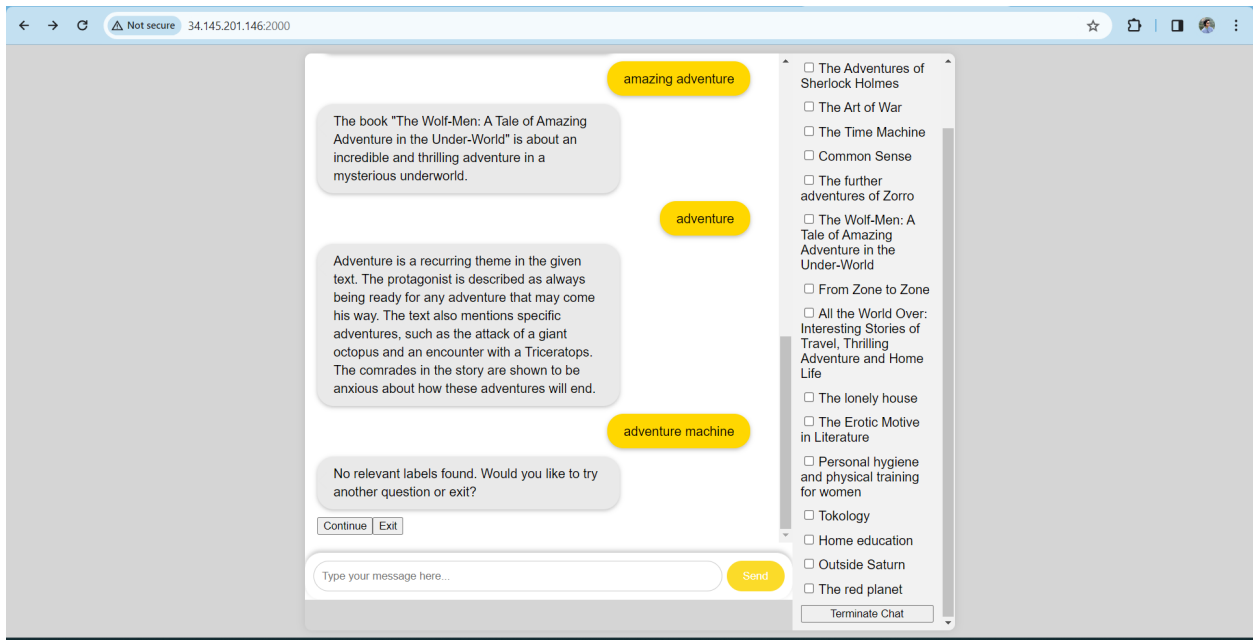 Not secure
34.145.201.146:2000
amazing adventure
The book "The Wolf-Men: A Tale of Amazing
Adventure in the Under-World" is about an
incredible and thrilling adventure in a
mysterious underworld.
adventure
Adventure is a recurring theme in the given
text. The protagonist is described as always
being ready for any adventure that may come
his way. The text also mentions specific
adventures, such as the attack of a giant
octopus and an encounter with a Triceratops.
The comrades in the story are shown to be
anxious about how these adventures will end.
adventure machine
No relevant labels found. Would you like to try
another question or exit?
Continue
Exit
Type your message here...
Send
The Adventures of
Sherlock Holmes
The Art of War
The Time Machine
Common Sense
The further
adventures of Zorro
The Wolf-Men: A
Tale of Amazing
Adventure in the
Under-World
From Zone to Zone
All the World Over:
Interesting Stories of
Travel, Thrilling
Adventure and Home
Life
The lonely house
The Erotic Motive
in Literature
Personal hygiene
and physical training
for women
Tokology
Home education
Outside Saturn
The red planet
Terminate Chat